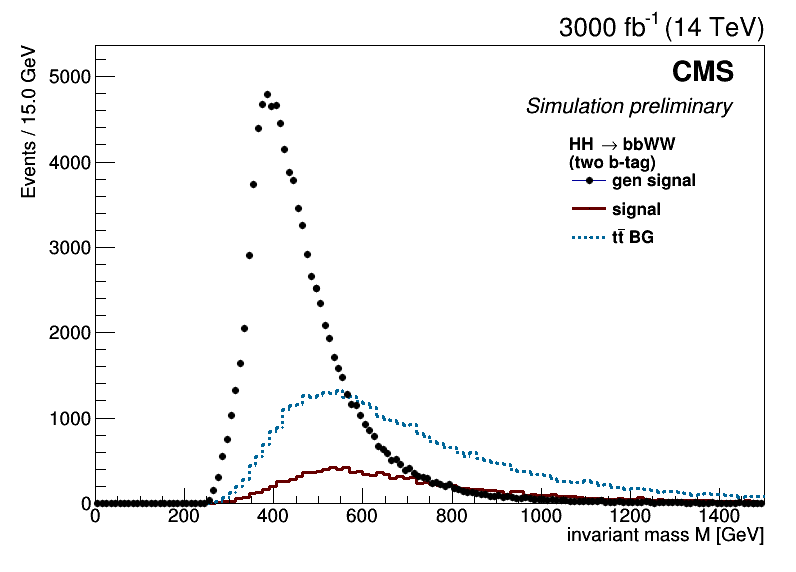 3000 fb⁻¹ (14 TeV)
CMS
Simulation preliminary
HH → bbWW
(two b-tag)
gen signal
signal
tt̄ BG
Events / 15.0 GeV
5000
4000
3000
2000
1000
0
0 200 400 600 800 1000 1200 1400
invariant mass M [GeV]